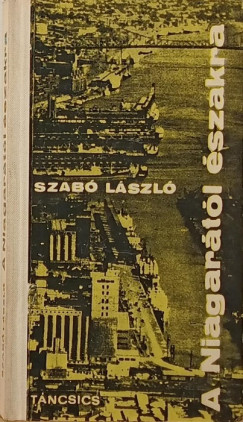 SZABÓ LÁSZLÓ
A Niagarától északra
TÁNCSICS